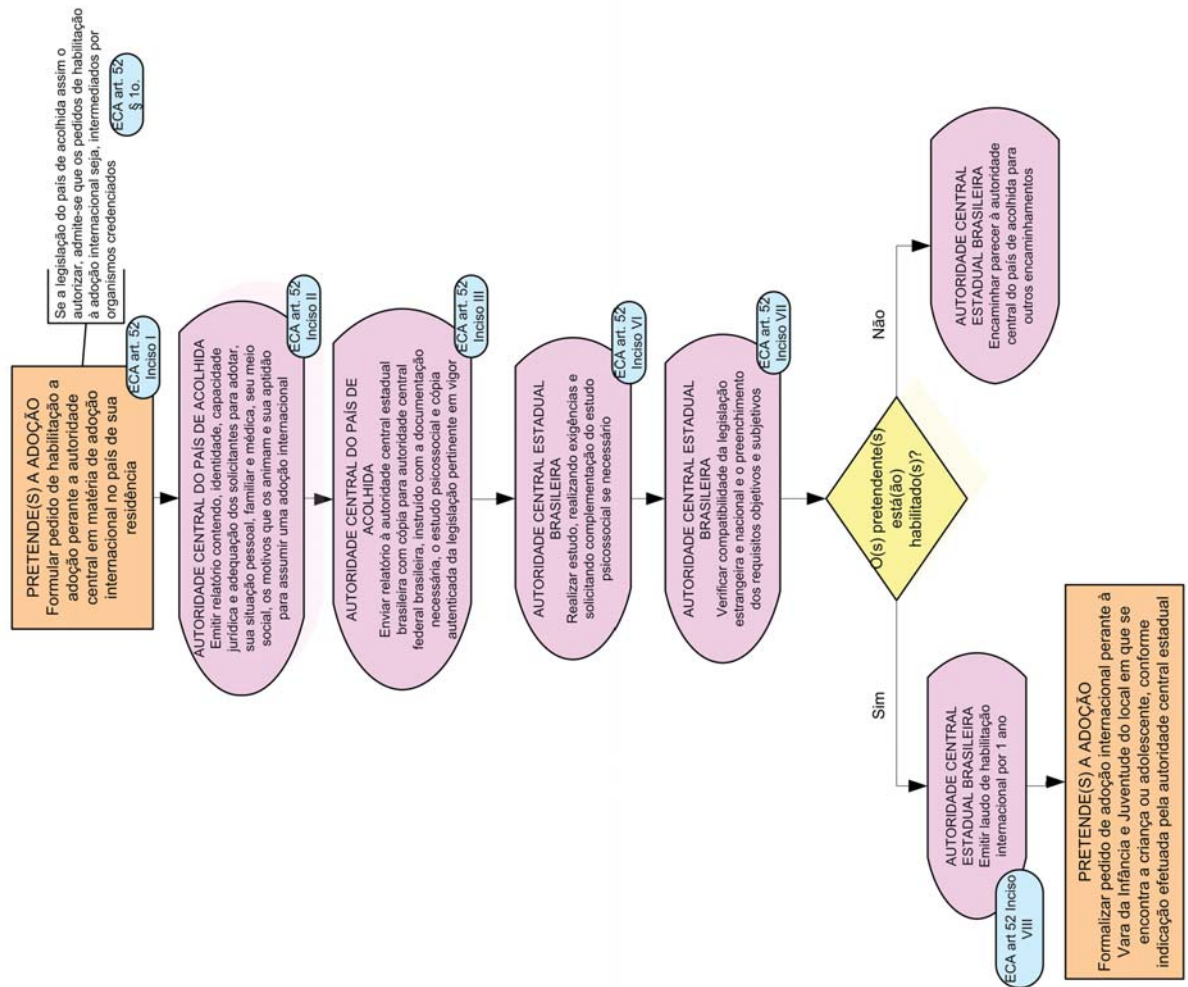 PRETENDE(S) A ADOÇÃO
Formular pedido de habilitação a
adoção perante a autoridade
central em matéria de adoção
internacional no país de sua
residência
ECA art. 52
Inciso I
Se a legislação do país de acolhida assim o
autorizar, admite-se que os pedidos de habilitação
à adoção internacional seja, intermediados por
organismos credenciados
ECA art. 52
§ 1o.
AUTORIDADE CENTRAL DO PAÍS DE ACOLHIDA
Emitir relatório contendo, identidade, capacidade
jurídica e adequação dos solicitantes para adotar,
sua situação pessoal, familiar e médica, seu meio
social, os motivos que os animam e sua aptidão
para assumir uma adoção internacional
ECA art. 52
Inciso II
AUTORIDADE CENTRAL DO PAÍS DE
ACOLHIDA
Enviar relatório à autoridade central estadual
brasileira com cópia para autoridade central
federal brasileira, instruído com a documentação
necessária, o estudo psicossocial e cópia
autenticada da legislação pertinente em vigor
ECA art. 52
Inciso III
AUTORIDADE CENTRAL ESTADUAL
BRASILEIRA
Realizar estudo, realizando exigências e
solicitando complementação do estudo
psicossocial se necessário
ECA art. 52
Inciso VI
AUTORIDADE CENTRAL ESTADUAL
BRASILEIRA
Verificar compatibilidade da legislação
estrangeira e nacional e o preenchimento
dos requisitos objetivos e subjetivos
ECA art. 52
Inciso VII
O(s) pretendente(s)
está(ão)
habilitado(s)?
Sim
Não
AUTORIDADE CENTRAL
ESTADUAL BRASILEIRA
Emitir laudo de habilitação
internacional por 1 ano
ECA art 52 Inciso
VIII
AUTORIDADE CENTRAL
ESTADUAL BRASILEIRA
Encaminhar parecer à autoridade
central do país de acolhida para
outros encaminhamentos
PRETENDE(S) A ADOÇÃO
Formalizar pedido de adoção internacional perante à
Vara da Infância e Juventude do local em que se
encontra a criança ou adolescente, conforme
indicação efetuada pela autoridade central estadual